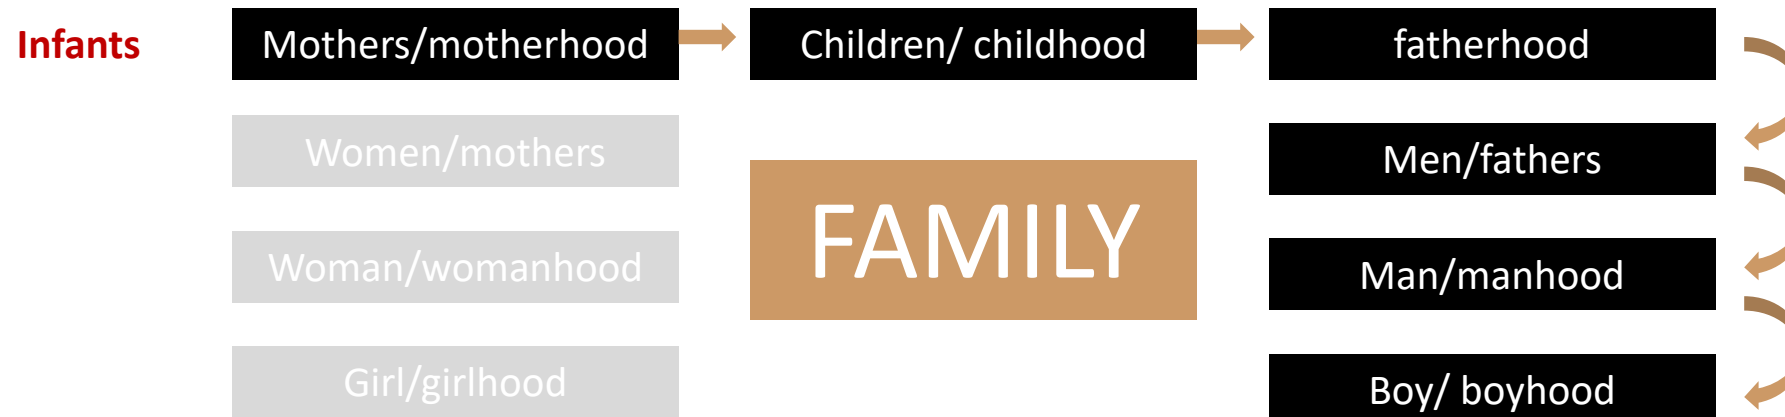 Infants
Mothers/motherhood
Children/ childhood
fatherhood
Women/mothers
Men/fathers
FAMILY
Woman/womanhood
Man/manhood
Girl/girlhood
Boy/ boyhood